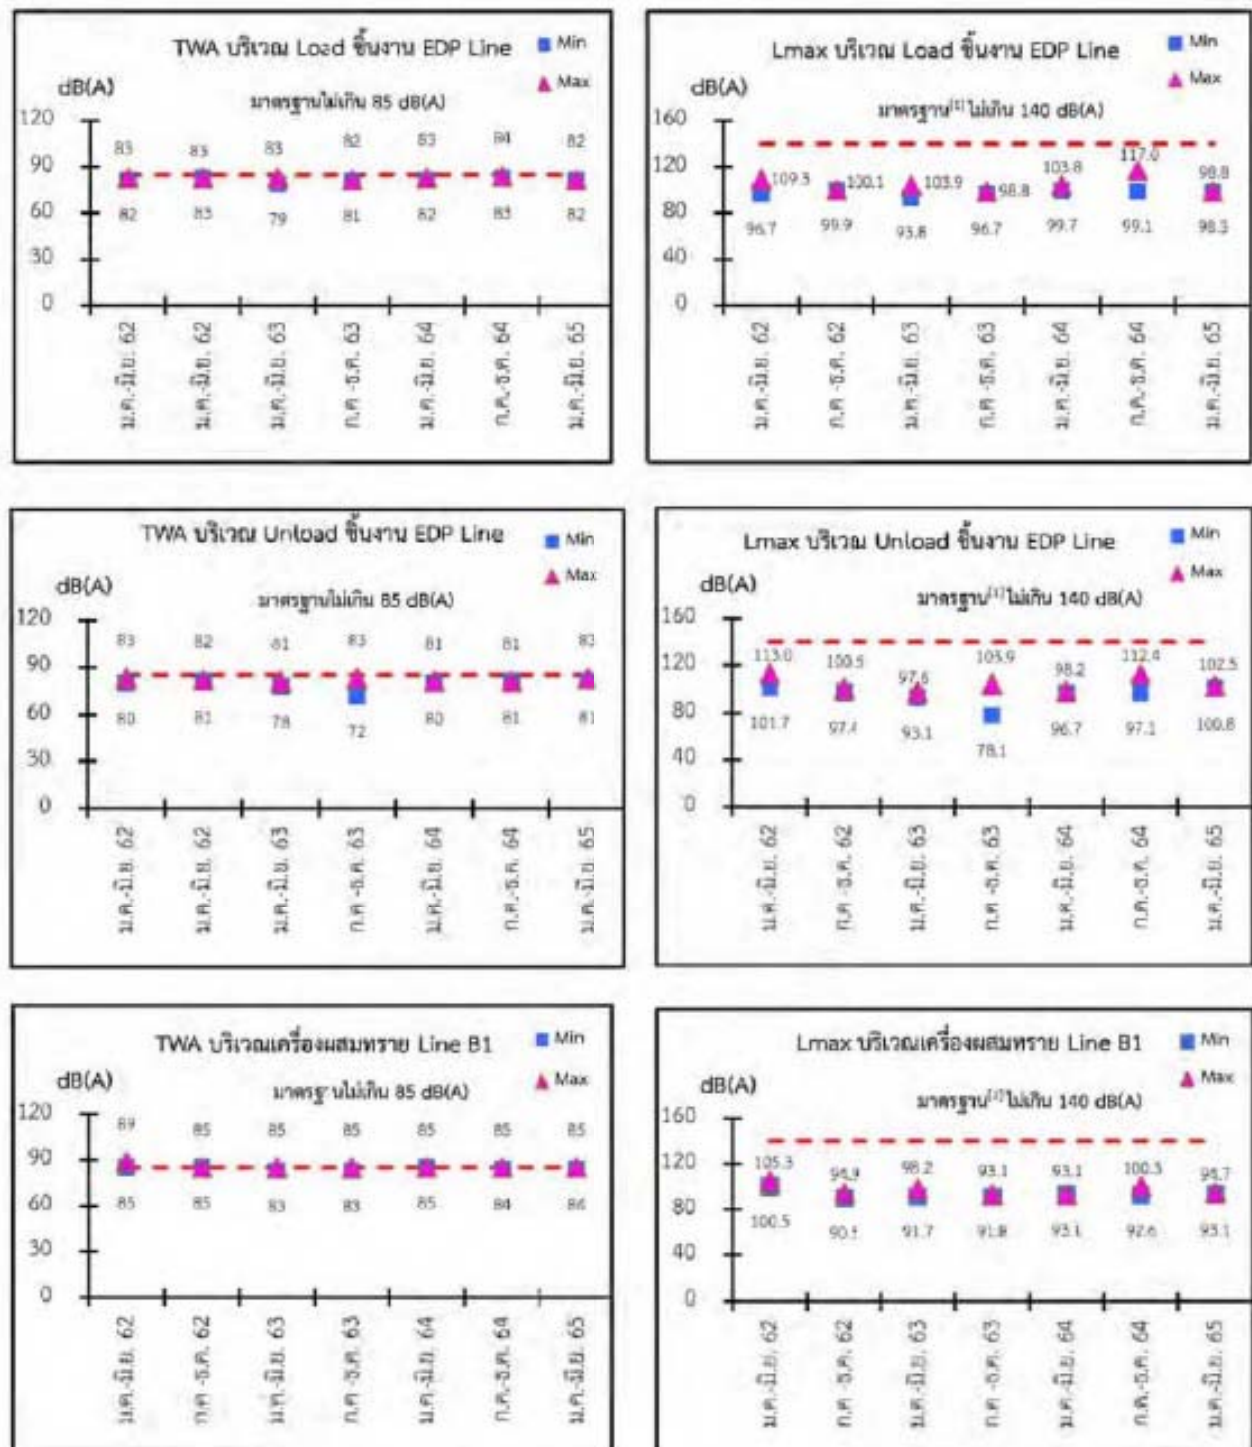 TWA บริเวณ Load ชิ้นงาน EDP Line
Min
Max
dB(A)
มาตรฐานไม่เกิน 85 dB(A)
120
90
60
30
0
83 83 83 82 83 84 82
82 83 79 81 82 83 82
ม.ค.-มิ.ย. 62
ม.ค.-มิ.ย. 62
ม.ค.-มิ.ย. 63
ก.ค -ธ.ค. 63
ม.ค.-มิ.ย. 64
ก.ค.-ธ.ค. 64
ม.ค.-มิ.ย. 65
Lmax บริเวณ Load ชิ้นงาน EDP Line
Min
Max
dB(A)
มาตรฐาน[1] ไม่เกิน 140 dB(A)
160
120
80
40
0
109.3 100.1 103.9 98.8 103.8 117.0 98.8
96.7 99.9 93.8 96.7 99.7 99.1 98.3
ม.ค.-มิ.ย. 62
ก.ค -ธ.ค. 62
ม.ค.-มิ.ย. 63
ก.ค -ธ.ค. 63
ม.ค.-มิ.ย. 64
ก.ค.-ธ.ค. 64
ม.ค.-มิ.ย. 65
TWA บริเวณ Unload ชิ้นงาน EDP Line
Min
Max
dB(A)
มาตรฐานไม่เกิน 85 dB(A)
120
90
60
30
0
83 82 81 83 81 81
80 81 78 72 80 81 81
ม.ค.-มิ.ย. 62
ม.ค.-มิ.ย. 62
ม.ค.-มิ.ย. 63
ก.ค -ธ.ค. 63
ม.ค.-มิ.ย. 64
ก.ค.-ธ.ค. 64
ม.ค.-มิ.ย 65
Lmax บริเวณ Unload ชิ้นงาน EDP Line
Min
Max
dB(A)
มาตรฐาน[1] ไม่เกิน 140 dB(A)
160
120
80
40
0
113.0 97.6 98.2 112.4 102.5
101.7 93.1 78.1 96.7 97.1 100.8
ม.ค.-มิ.ย. 62
ก.ค -ธ.ค. 62
ม.ค.-มิ.ย. 63
ก.ค -ธ.ค. 63
ม.ค.-มิ.ย. 64
ก.ค.-ธ.ค. 64
ม.ค.-มิ.ย. 65
TWA บริเวณเครื่องผสมทราย Line B1
Min
Max
dB(A)
มาตรฐานไม่เกิน 85 dB(A)
120
90
60
30
0
89 85 85 85 85 85 85
85 85 83 83 85 84
ม.ค.-มิ.ย. 62
ก.ค -ธ.ค. 62
ม.ค.-มิ.ย. 63
ก.ค -ธ.ค. 63
ม.ค.-มิ.ย. 64
ก.ค.-ธ.ค. 64
ม.ค.-มิ.ย. 65
Lmax บริเวณเครื่องผสมทราย Line B1
Min
Max
dB(A)
ไม่เกิน 140 dB(A)
160
120
80
40
0
105.3 98.2 93.1 93.1
100.5 91.7 91.8 93.1 92.6 93.1
ม.ค.-มิ.ย. 62
ก.ค -ธ.ค. 62
ม.ค.-มิ.ย. 63
ก.ค -ธ.ค. 63
ม.ค.-มิ.ย. 64
ก.ค.-ธ.ค. 64
ม.ค.-มิ.ย. 65